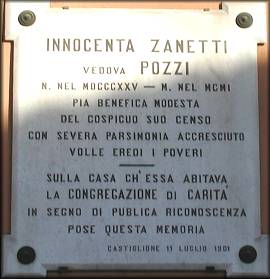 INNOCENTA ZANETTI
VEDOVA POZZI
N. NEL MDCCCXXV — M. NEL MCMI
PIA BENEFICA MODESTA
DEL COSPICUO SUO CENSO
CON SEVERA PARSIMONIA ACCRESCIUTO
VOLLE EREDI I POVERI
SULLA CASA CH'ESSA ABITAVA
LA CONGREGAZIONE DI CARITÀ
IN SEGNO DI PUBLICA RICONOSCENZA
POSE QUESTA MEMORIA
CASTIGLIONE 11 LUGLIO 1901